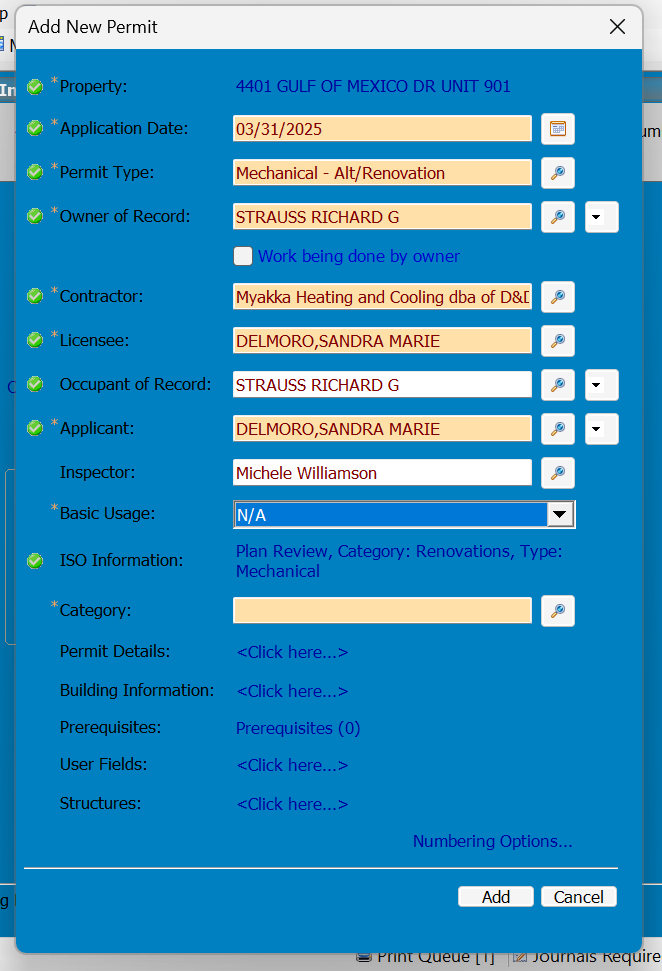 p
Add New Permit
In
um
*Property: 4401 GULF OF MEXICO DR UNIT 901
*Application Date: 03/31/2025
*Permit Type: Mechanical - Alt/Renovation
*Owner of Record: STRAUSS RICHARD G
Work being done by owner
*Contractor: Myakka Heating and Cooling dba of D&D
*Licensee: DELMORO,SANDRA MARIE
Occupant of Record: STRAUSS RICHARD G
*Applicant: DELMORO,SANDRA MARIE
Inspector: Michele Williamson
*Basic Usage: N/A
ISO Information: Plan Review, Category: Renovations, Type:
Mechanical
*Category:
Permit Details: <Click here...>
Building Information: <Click here...>
Prerequisites: Prerequisites (0)
User Fields: <Click here...>
Structures: <Click here...>
Numbering Options...
Add Cancel
g
Print Queue [1] Journals Require